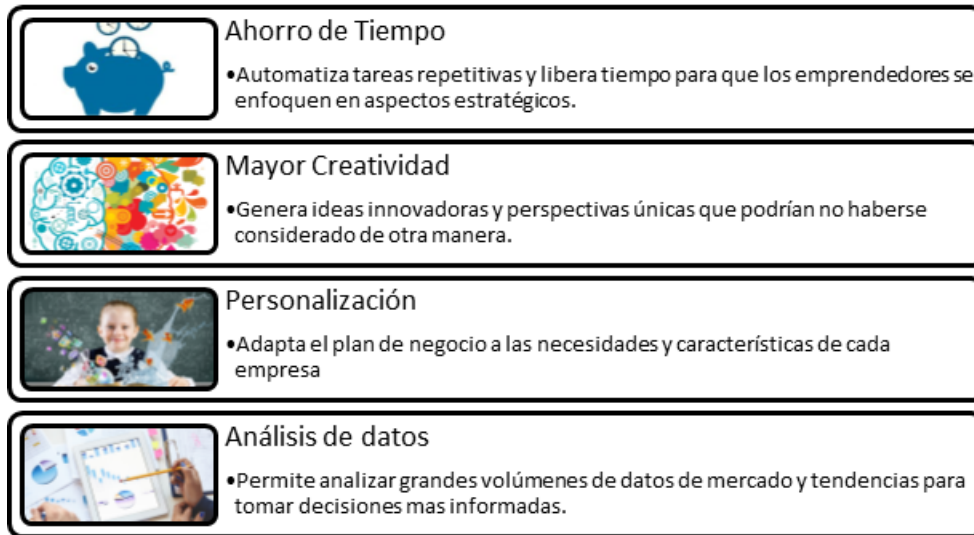 Ahorro de Tiempo
•Automatiza tareas repetitivas y libera tiempo para que los emprendedores se
enfoquen en aspectos estratégicos.
Mayor Creatividad
•Genera ideas innovadoras y perspectivas únicas que podrían no haberse
considerado de otra manera.
Personalización
•Adapta el plan de negocio a las necesidades y características de cada
empresa
Análisis de datos
•Permite analizar grandes volúmenes de datos de mercado y tendencias para
tomar decisiones mas informadas.